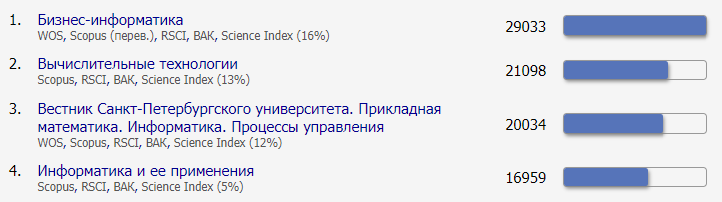 1. Бизнес-информатика 29033
WOS, Scopus (перев.), RSCI, ВАК, Science Index (16%)
2. Вычислительные технологии 21098
Scopus, RSCI, ВАК, Science Index (13%)
3. Вестник Санкт-Петербургского университета. Прикладная
математика. Информатика. Процессы управления 20034
WOS, Scopus, RSCI, ВАК, Science Index (12%)
4. Информатика и ее применения 16959
Scopus, RSCI, ВАК, Science Index (5%)